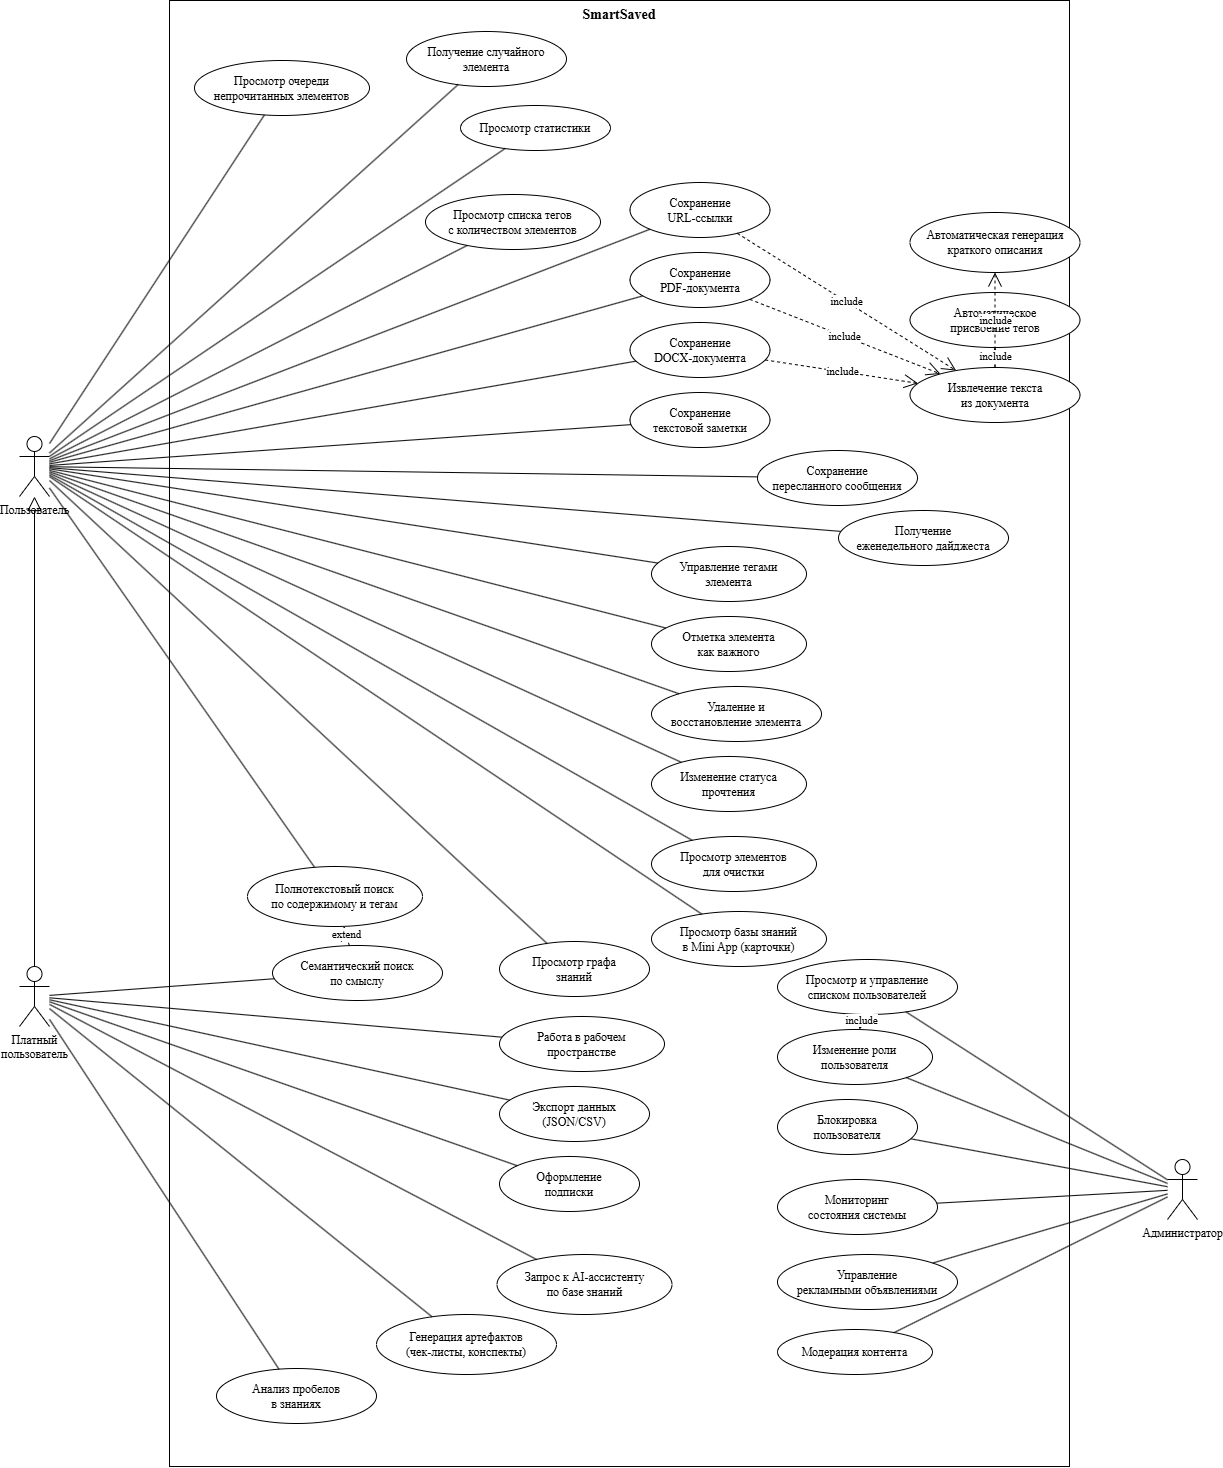 SmartSaved
Получение случайного
элемента
Просмотр очереди
непрочитанных элементов
Просмотр статистики
Просмотр списка тегов
с количеством элементов
Сохранение
URL-ссылки
Автоматическая генерация
краткого описания
Сохранение
PDF-документа
include
Автоматическое
присвоение тегов
include
include
Сохранение
DOCX-документа
include
include
Извлечение текста
из документа
Сохранение
текстовой заметки
Сохранение
пересланного сообщения
Пользователь
Получение
еженедельного дайджеста
Управление тегами
элемента
Отметка элемента
как важного
Удаление и
восстановление элемента
Изменение статуса
прочтения
Просмотр элементов
для очистки
Полнотекстовый поиск
по содержимому и тегам
extend
Просмотр базы знаний
в Mini App (карточки)
Семантический поиск
по смыслу
Просмотр графа
знаний
Просмотр и управление
списком пользователей
include
Платный
пользователь
Работа в рабочем
пространстве
Изменение роли
пользователя
Экспорт данных
(JSON/CSV)
Блокировка
пользователя
Оформление
подписки
Мониторинг
состояния системы
Администратор
Запрос к AI-ассистенту
по базе знаний
Управление
рекламными объявлениями
Генерация артефактов
(чек-листы, конспекты)
Модерация контента
Анализ пробелов
в знаниях